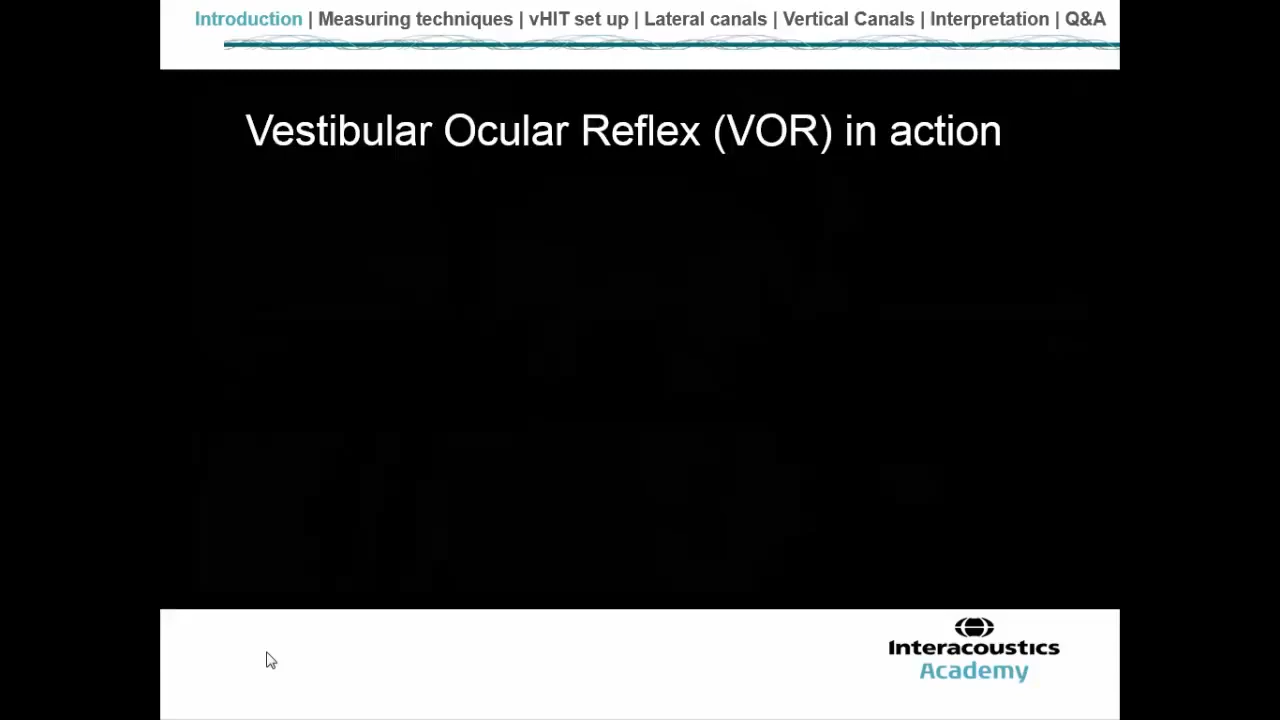 Introduction | Measuring techniques | vHIT set up | Lateral canals | Vertical Canals | Interpretation | Q&A
Vestibular Ocular Reflex (VOR) in action
Interacoustics
Academy